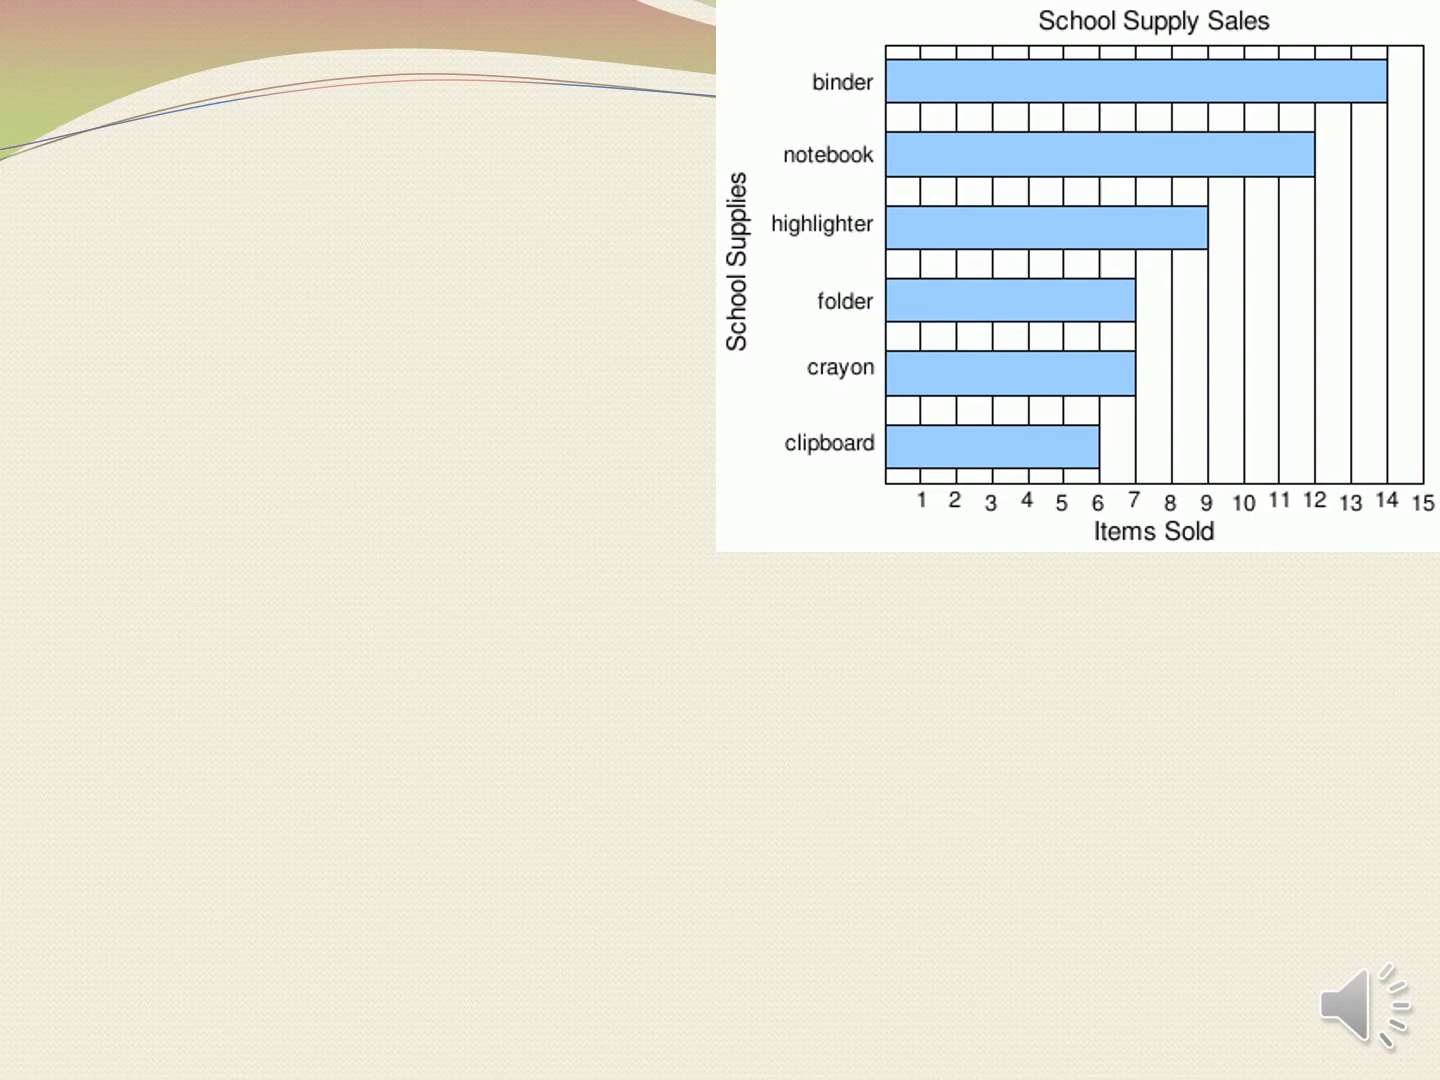 School Supply Sales
School Supplies
binder
notebook
highlighter
folder
crayon
clipboard
1 2 3 4 5 6 7 8 9 10 11 12 13 14 15
Items Sold